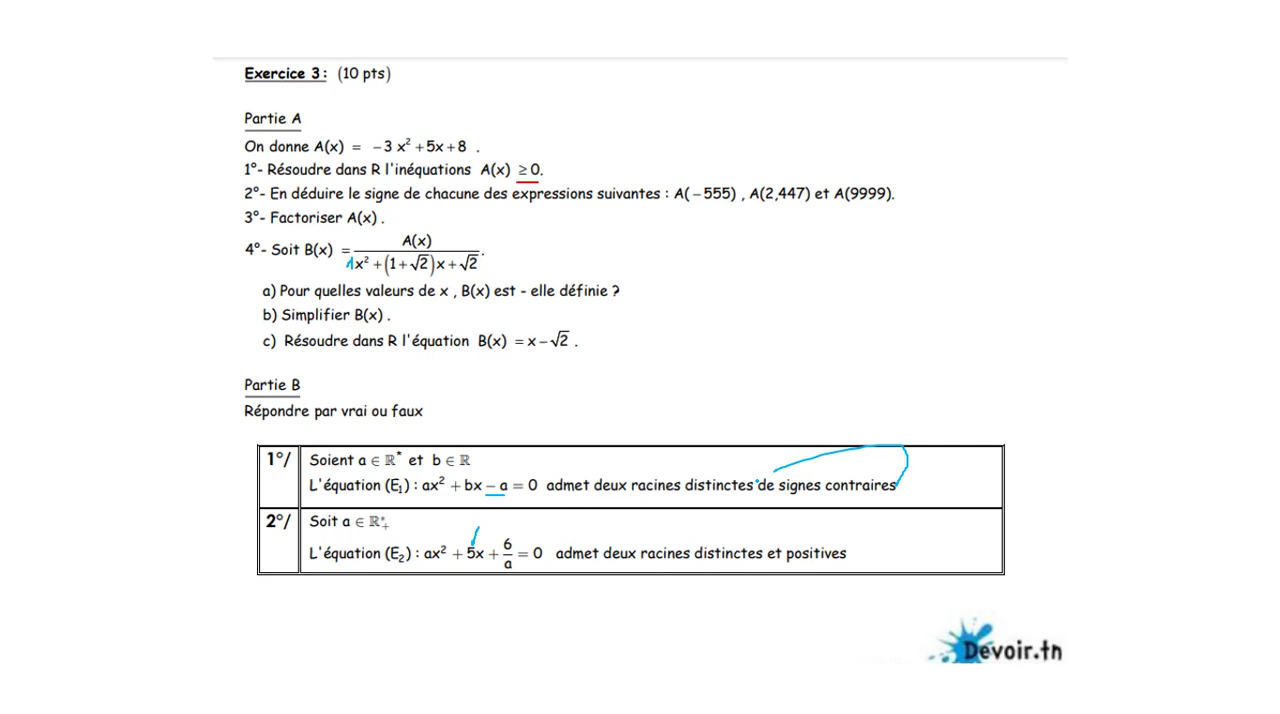 Exercice 3 : (10 pts)
Partie A
On donne A(x) = −3 x² + 5x + 8 .
1°- Résoudre dans R l'inéquations A(x) ≥ 0.
2°- En déduire le signe de chacune des expressions suivantes : A( − 555) , A(2,447) et A(9999).
3°- Factoriser A(x) .
4°- Soit B(x) = A(x) / 1x² + (1 + √2)x + √2 .
a) Pour quelles valeurs de x , B(x) est - elle définie ?
b) Simplifier B(x) .
c) Résoudre dans R l'équation B(x) = x − √2 .
Partie B
Répondre par vrai ou faux
1°/ Soient a ∈ ℝ* et b ∈ ℝ
L'équation (E₁) : ax² + bx − a = 0 admet deux racines distinctes de signes contraires
2°/ Soit a ∈ ℝ*₊
L'équation (E₂) : ax² + 5x + 6/a = 0 admet deux racines distinctes et positives
Devoir.tn